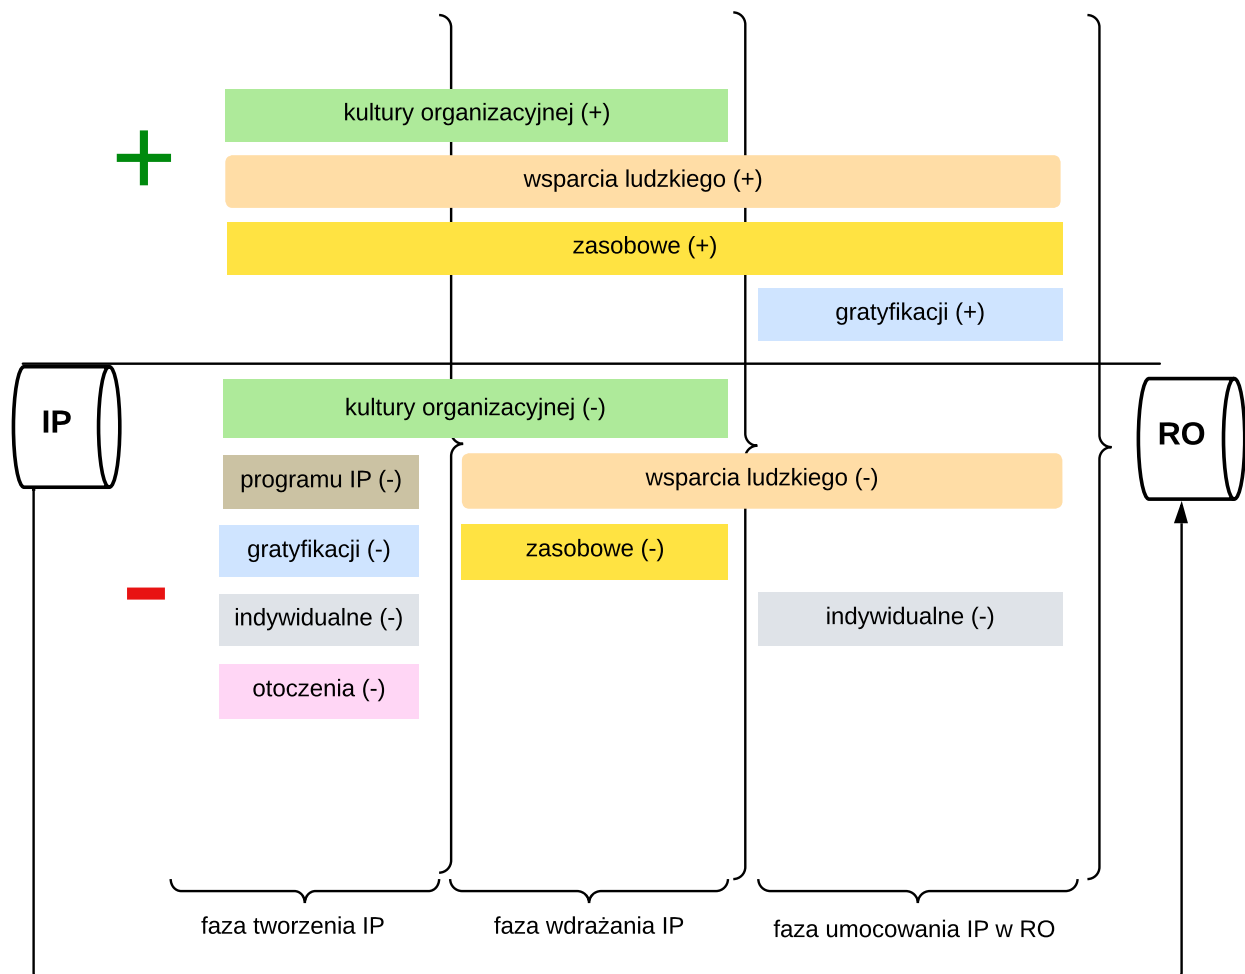 kultury organizacyjnej (+)
wsparcia ludzkiego (+)
zasobowe (+)
gratyfikacji (+)
IP
RO
kultury organizacyjnej (-)
programu IP (-)
wsparcia ludzkiego (-)
gratyfikacji (-)
zasobowe (-)
indywidualne (-)
indywidualne (-)
otoczenia (-)
faza tworzenia IP
faza wdrażania IP
faza umocowania IP w RO